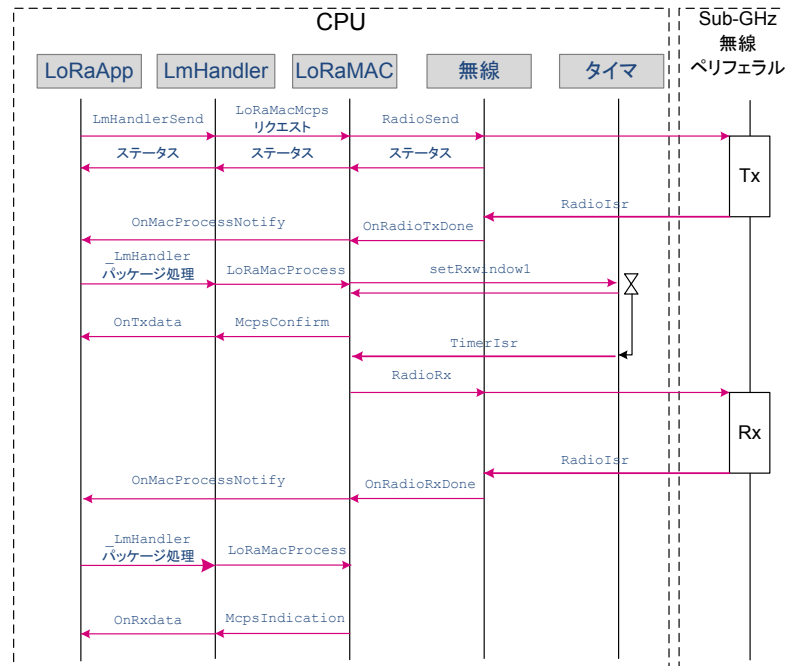 CPU
Sub-GHz
無線
ペリフェラル
LoRaApp
LmHandler
LoRaMAC
無線
タイマ
LmHandlerSend
LoRaMacMcps
リクエスト
RadioSend
ステータス
ステータス
ステータス
Tx
RadioIsr
OnMacProcessNotify
OnRadioTxDone
_LmHandler
パッケージ処理
LoRaMacProcess
setRxwindow1
OnTxdata
McpsConfirm
TimerIsr
RadioRx
Rx
RadioIsr
OnMacProcessNotify
OnRadioRxDone
_LmHandler
パッケージ処理
LoRaMacProcess
OnRxdata
McpsIndication